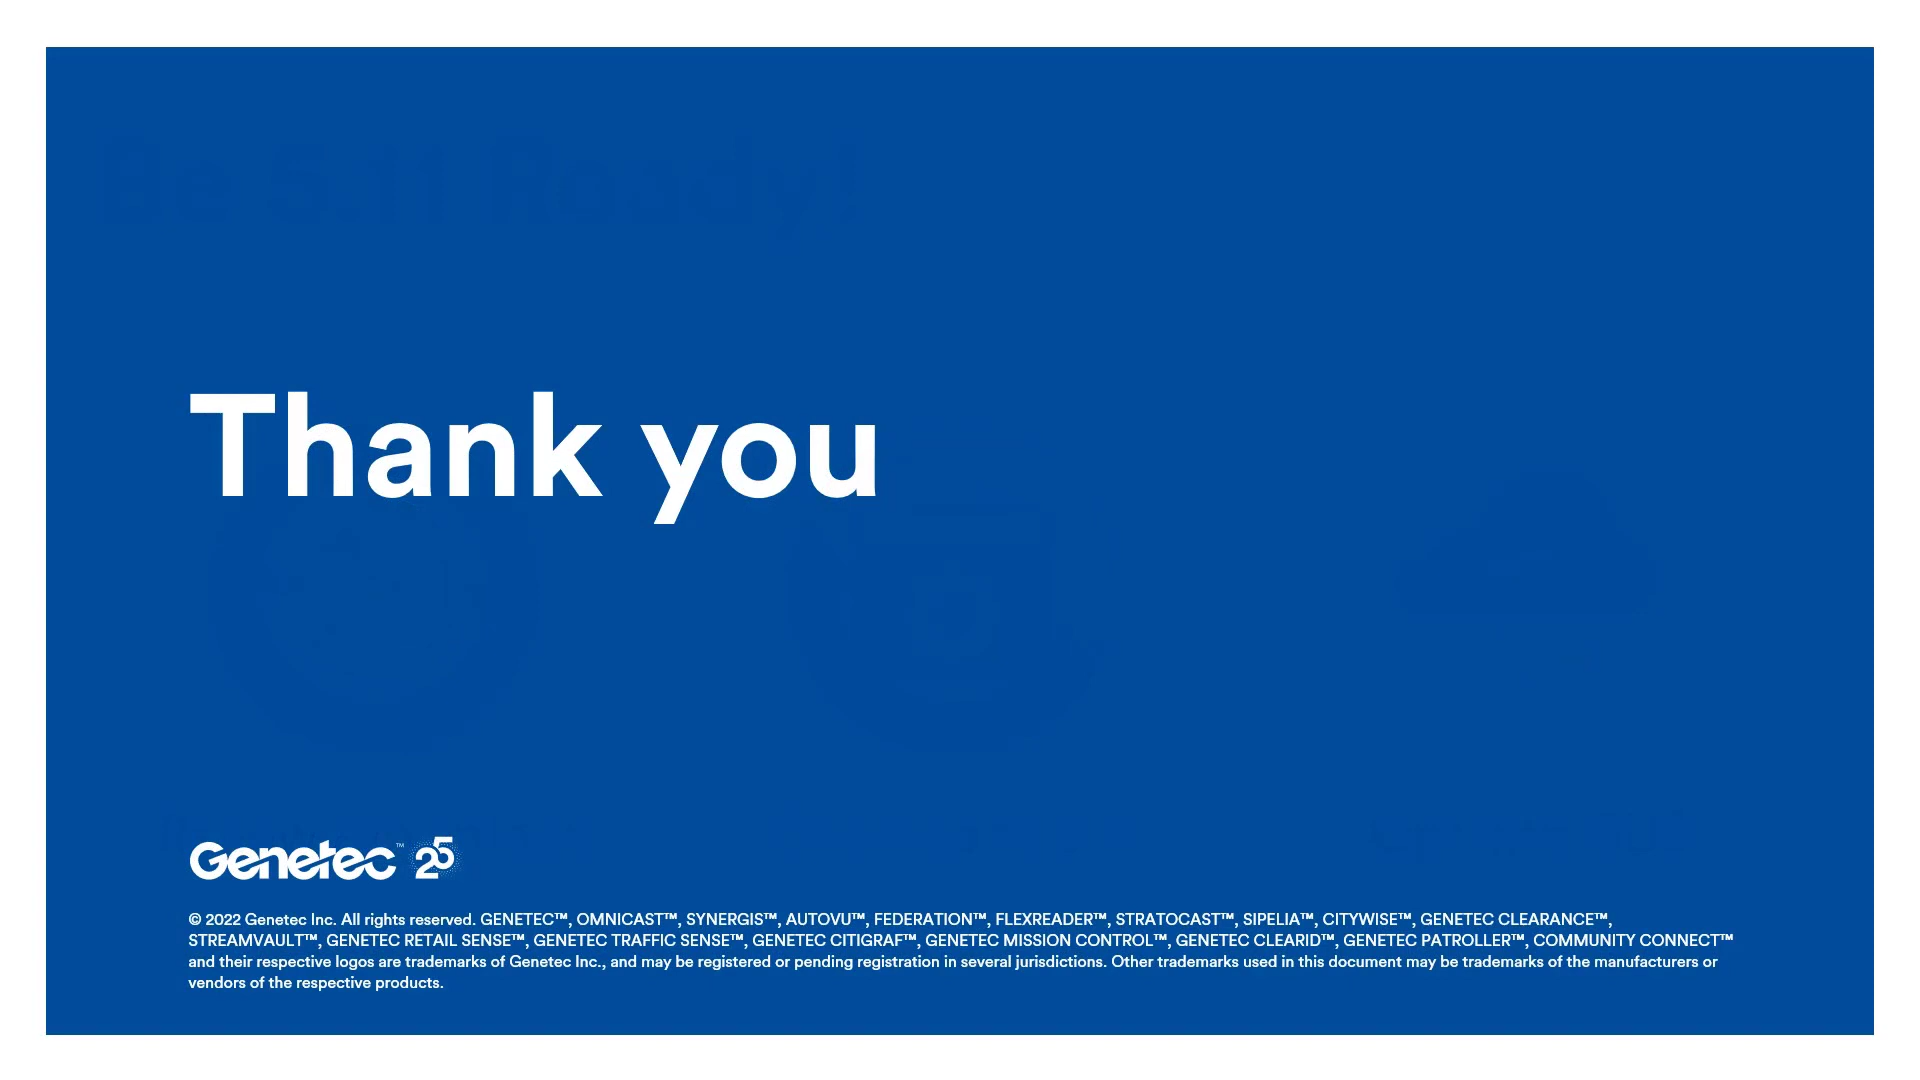 Thank you
Genetec™ 25
© 2022 Genetec Inc. All rights reserved. GENETEC™, OMNICAST™, SYNERGIS™, AUTOVU™, FEDERATION™, FLEXREADER™, STRATOCAST™, SIPELIA™, CITYWISE™, GENETEC CLEARANCE™,
STREAMVAULT™, GENETEC RETAIL SENSE™, GENETEC TRAFFIC SENSE™, GENETEC CITIGRAF™, GENETEC MISSION CONTROL™, GENETEC CLEARID™, GENETEC PATROLLER™, COMMUNITY CONNECT™
and their respective logos are trademarks of Genetec Inc., and may be registered or pending registration in several jurisdictions. Other trademarks used in this document may be trademarks of the manufacturers or
vendors of the respective products.